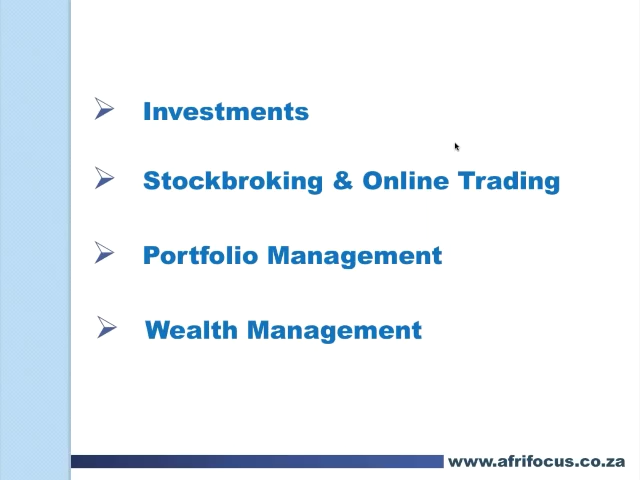 Investments
Stockbroking & Online Trading
Portfolio Management
Wealth Management
www.afrifocus.co.za